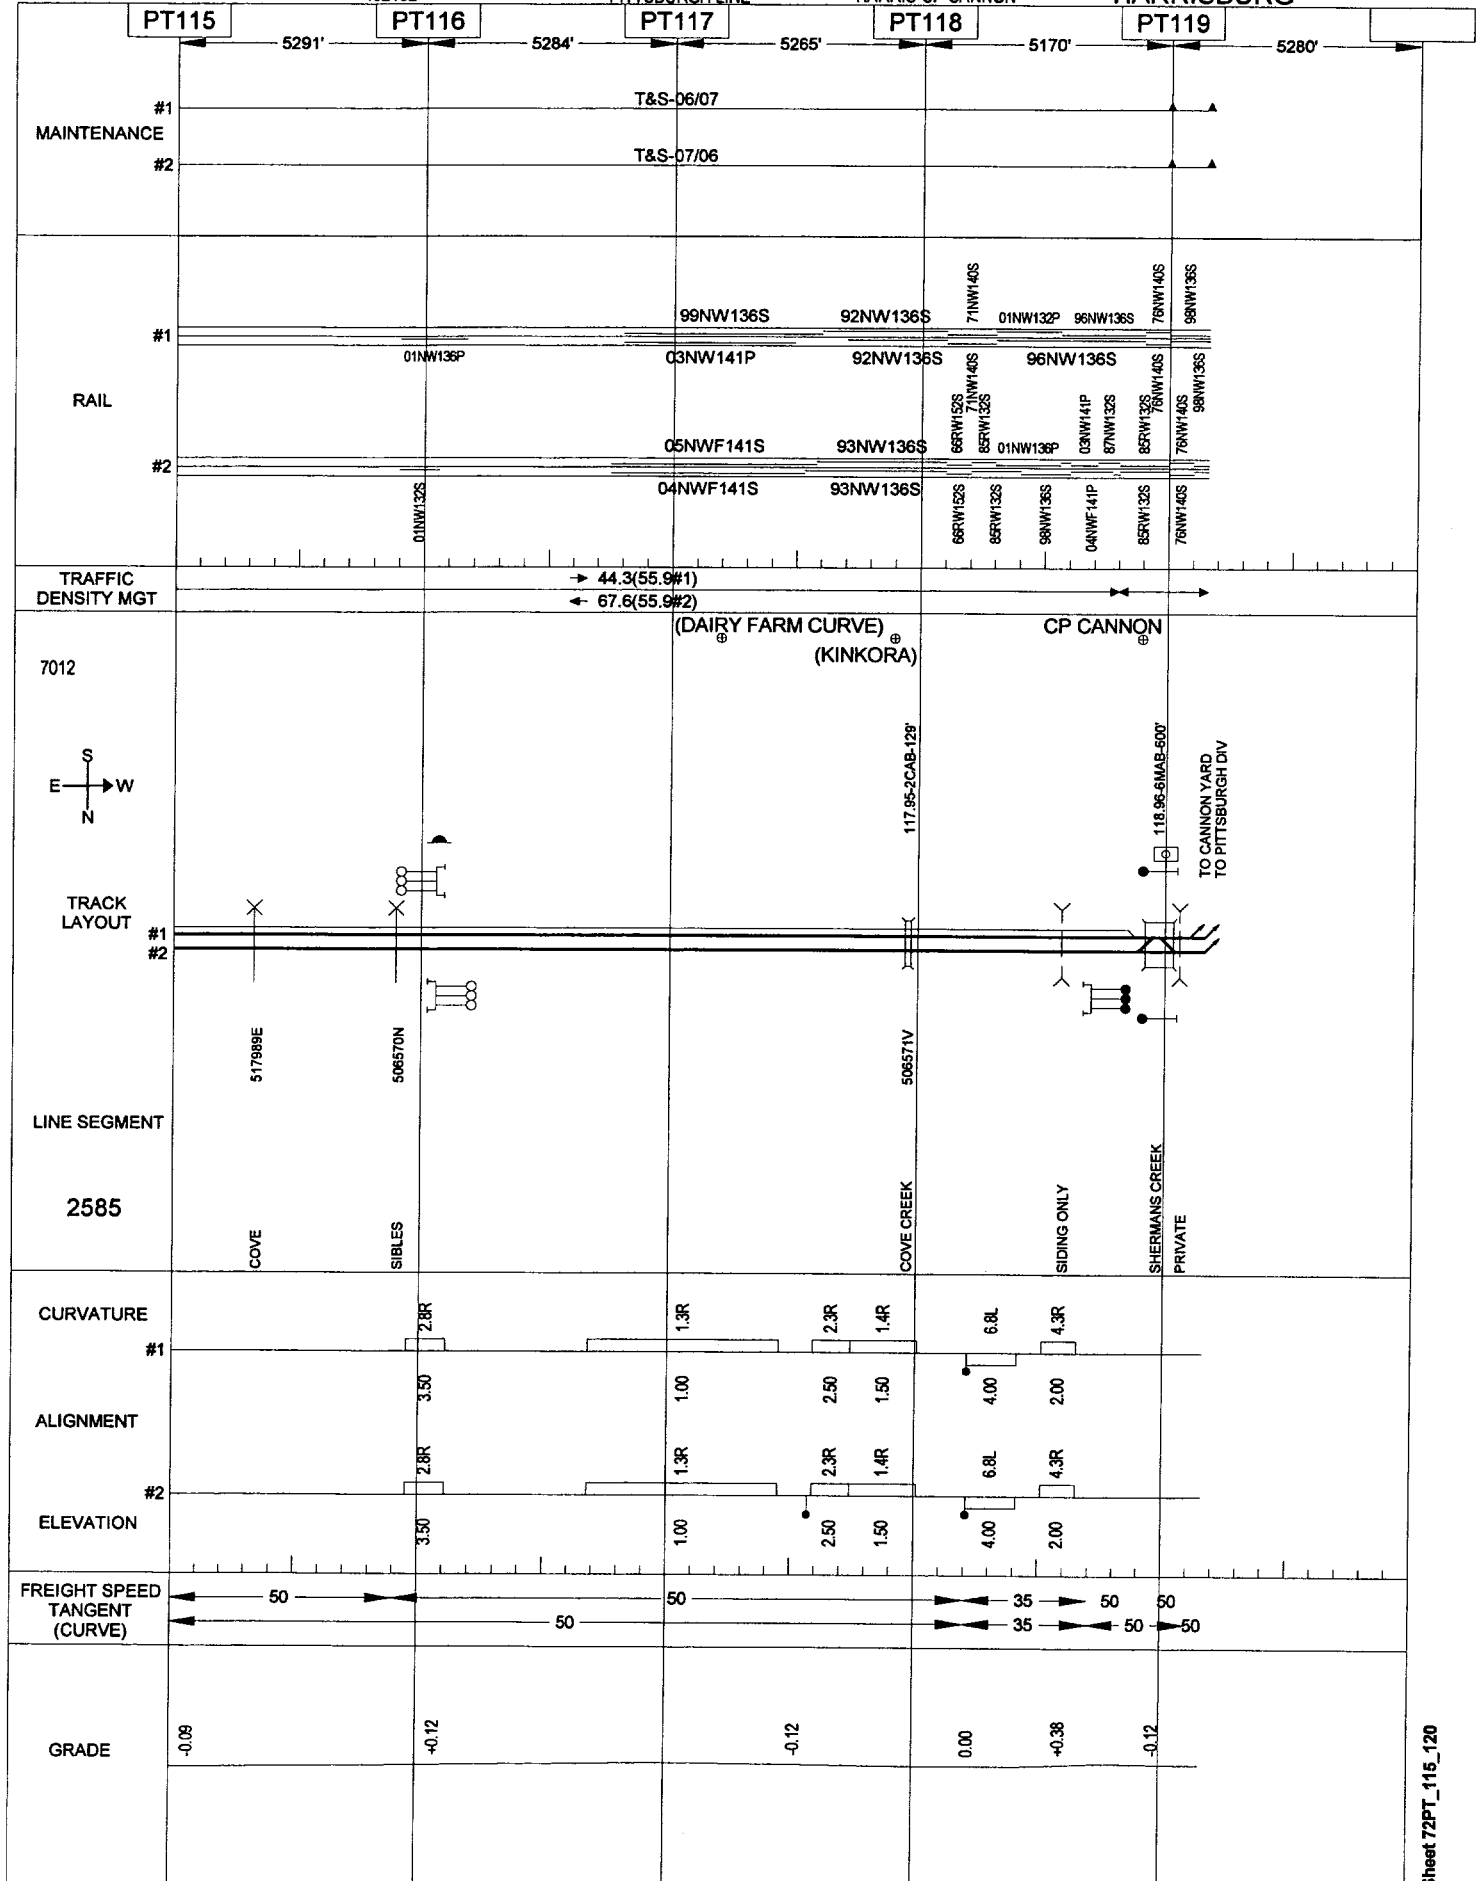 PITTSBURGH LINE
HARRIS-CP CANNON
HARRISBURG
PT115 PT116 PT117 PT118 PT119
5291' 5284' 5265' 5170' 5280'
#1 T&S-06/07
MAINTENANCE
#2 T&S-07/06
71NW140S 76NW140S 98NW136S
99NW136S 92NW136S 01NW132P 96NW136S
#1
01NW136P 03NW141P 92NW136S 96NW136S
71NW140S 76NW140S 98NW136S
RAIL
66RW152S 85RW132S 03NW141P 87NW132S 85RW132S 76NW140S
05NWF141S 93NW136S 01NW136P
#2
04NWF141S 93NW136S
01NW132S 66RW152S 85RW132S 98NW136S 04NWF141P 85RW132S 76NW140S
TRAFFIC
DENSITY MGT
44.3(55.9#1)
67.6(55.9#2)
(DAIRY FARM CURVE) CP CANNON
(KINKORA)
7012
S
E W
N
117.95-2CAB-129'
118.96-6MAB-600'
TO CANNON YARD
TO PITTSBURGH DIV
TRACK
LAYOUT
#1
#2
517989E 506570N 506571V
LINE SEGMENT
2585
COVE SIBLES COVE CREEK SIDING ONLY SHERMANS CREEK PRIVATE
CURVATURE
2.8R 1.3R 2.3R 1.4R 6.8L 4.3R
#1
3.50 1.00 2.50 1.50 4.00 2.00
ALIGNMENT
2.8R 1.3R 2.3R 1.4R 6.8L 4.3R
#2
ELEVATION
3.50 1.00 2.50 1.50 4.00 2.00
FREIGHT SPEED
TANGENT
(CURVE)
50 50 35 50 50
50 35 50 50
GRADE
-0.09 +0.12 -0.12 0.00 +0.38 -0.12
Sheet 72PT_115_120